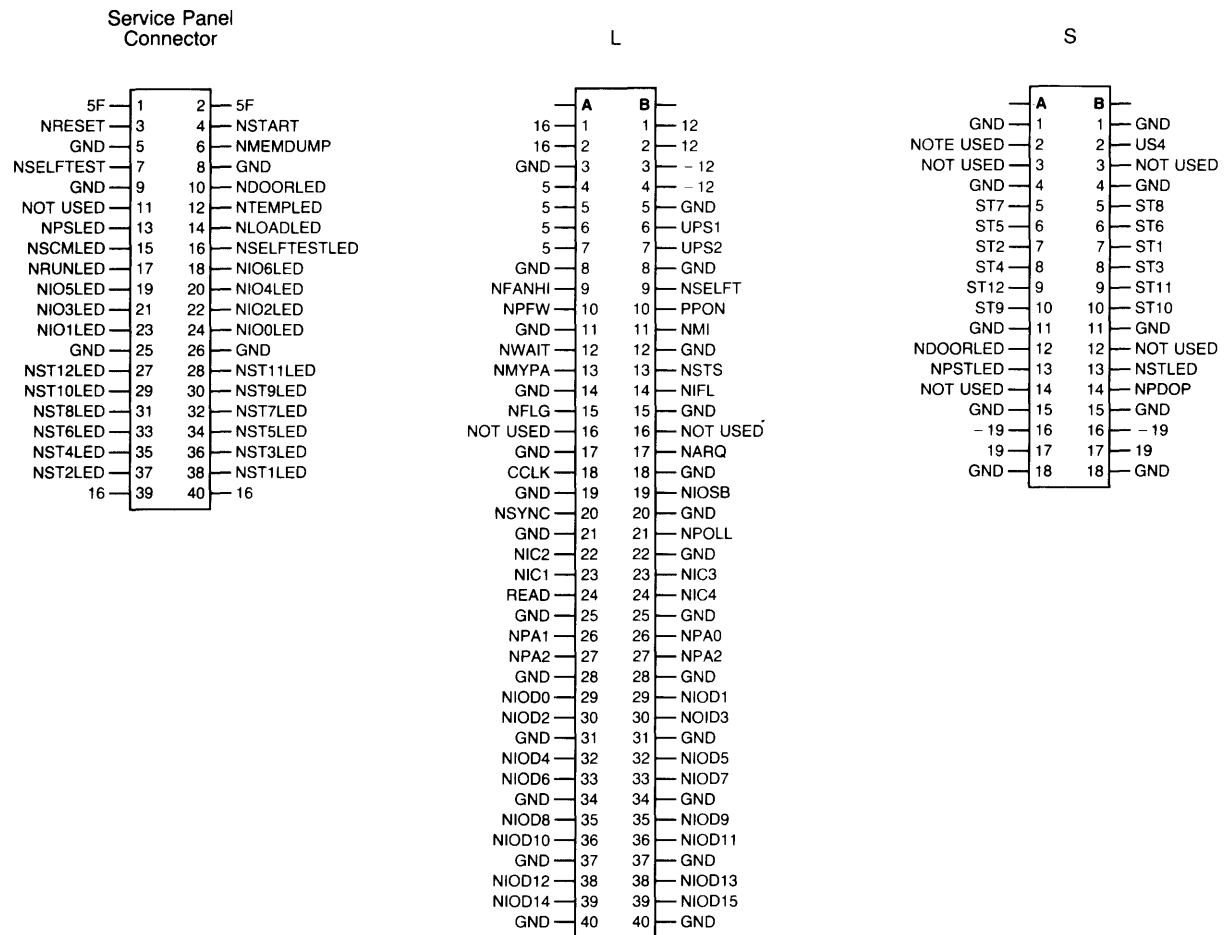 Service Panel
Connector
5F 1 2 5F
NRESET 3 4 NSTART
GND 5 6 NMEMDUMP
NSELFTEST 7 8 GND
GND 9 10 NDOORLED
NOT USED 11 12 NTEMPLED
NPSLED 13 14 NLOADLED
NSCMLED 15 16 NSELFTESTLED
NRUNLED 17 18 NIO6LED
NIO5LED 19 20 NIO4LED
NIO3LED 21 22 NIO2LED
NIO1LED 23 24 NIO0LED
GND 25 26 GND
NST12LED 27 28 NST11LED
NST10LED 29 30 NST9LED
NST8LED 31 32 NST7LED
NST6LED 33 34 NST5LED
NST4LED 35 36 NST3LED
NST2LED 37 38 NST1LED
16 39 40 16
L
A B
16 1 1 12
16 2 2 12
GND 3 3 -12
5 4 4 -12
5 5 5 GND
5 6 6 UPS1
5 7 7 UPS2
GND 8 8 GND
NFANHI 9 9 NSELFT
NPFW 10 10 PPON
GND 11 11 NMI
NWAIT 12 12 GND
NMYPA 13 13 NSTS
GND 14 14 NIFL
NFLG 15 15 GND
NOT USED 16 16 NOT USED
GND 17 17 NARQ
CCLK 18 18 GND
GND 19 19 NIOSB
NSYNC 20 20 GND
GND 21 21 NPOLL
NIC2 22 22 GND
NIC1 23 23 NIC3
READ 24 24 NIC4
GND 25 25 GND
NPA1 26 26 NPA0
NPA2 27 27 NPA2
GND 28 28 GND
NIOD0 29 29 NIOD1
NIOD2 30 30 NOID3
GND 31 31 GND
NIOD4 32 32 NIOD5
NIOD6 33 33 NIOD7
GND 34 34 GND
NIOD8 35 35 NIOD9
NIOD10 36 36 NIOD11
GND 37 37 GND
NIOD12 38 38 NIOD13
NIOD14 39 39 NIOD15
GND 40 40 GND
S
A B
GND 1 1 GND
NOTE USED 2 2 US4
NOT USED 3 3 NOT USED
GND 4 4 GND
ST7 5 5 ST8
ST5 6 6 ST6
ST2 7 7 ST1
ST4 8 8 ST3
ST12 9 9 ST11
ST9 10 10 ST10
GND 11 11 GND
NDOORLED 12 12 NOT USED
NPSTLED 13 13 NSTLED
NOT USED 14 14 NPDOP
GND 15 15 GND
-19 16 16 -19
19 17 17 19
GND 18 18 GND